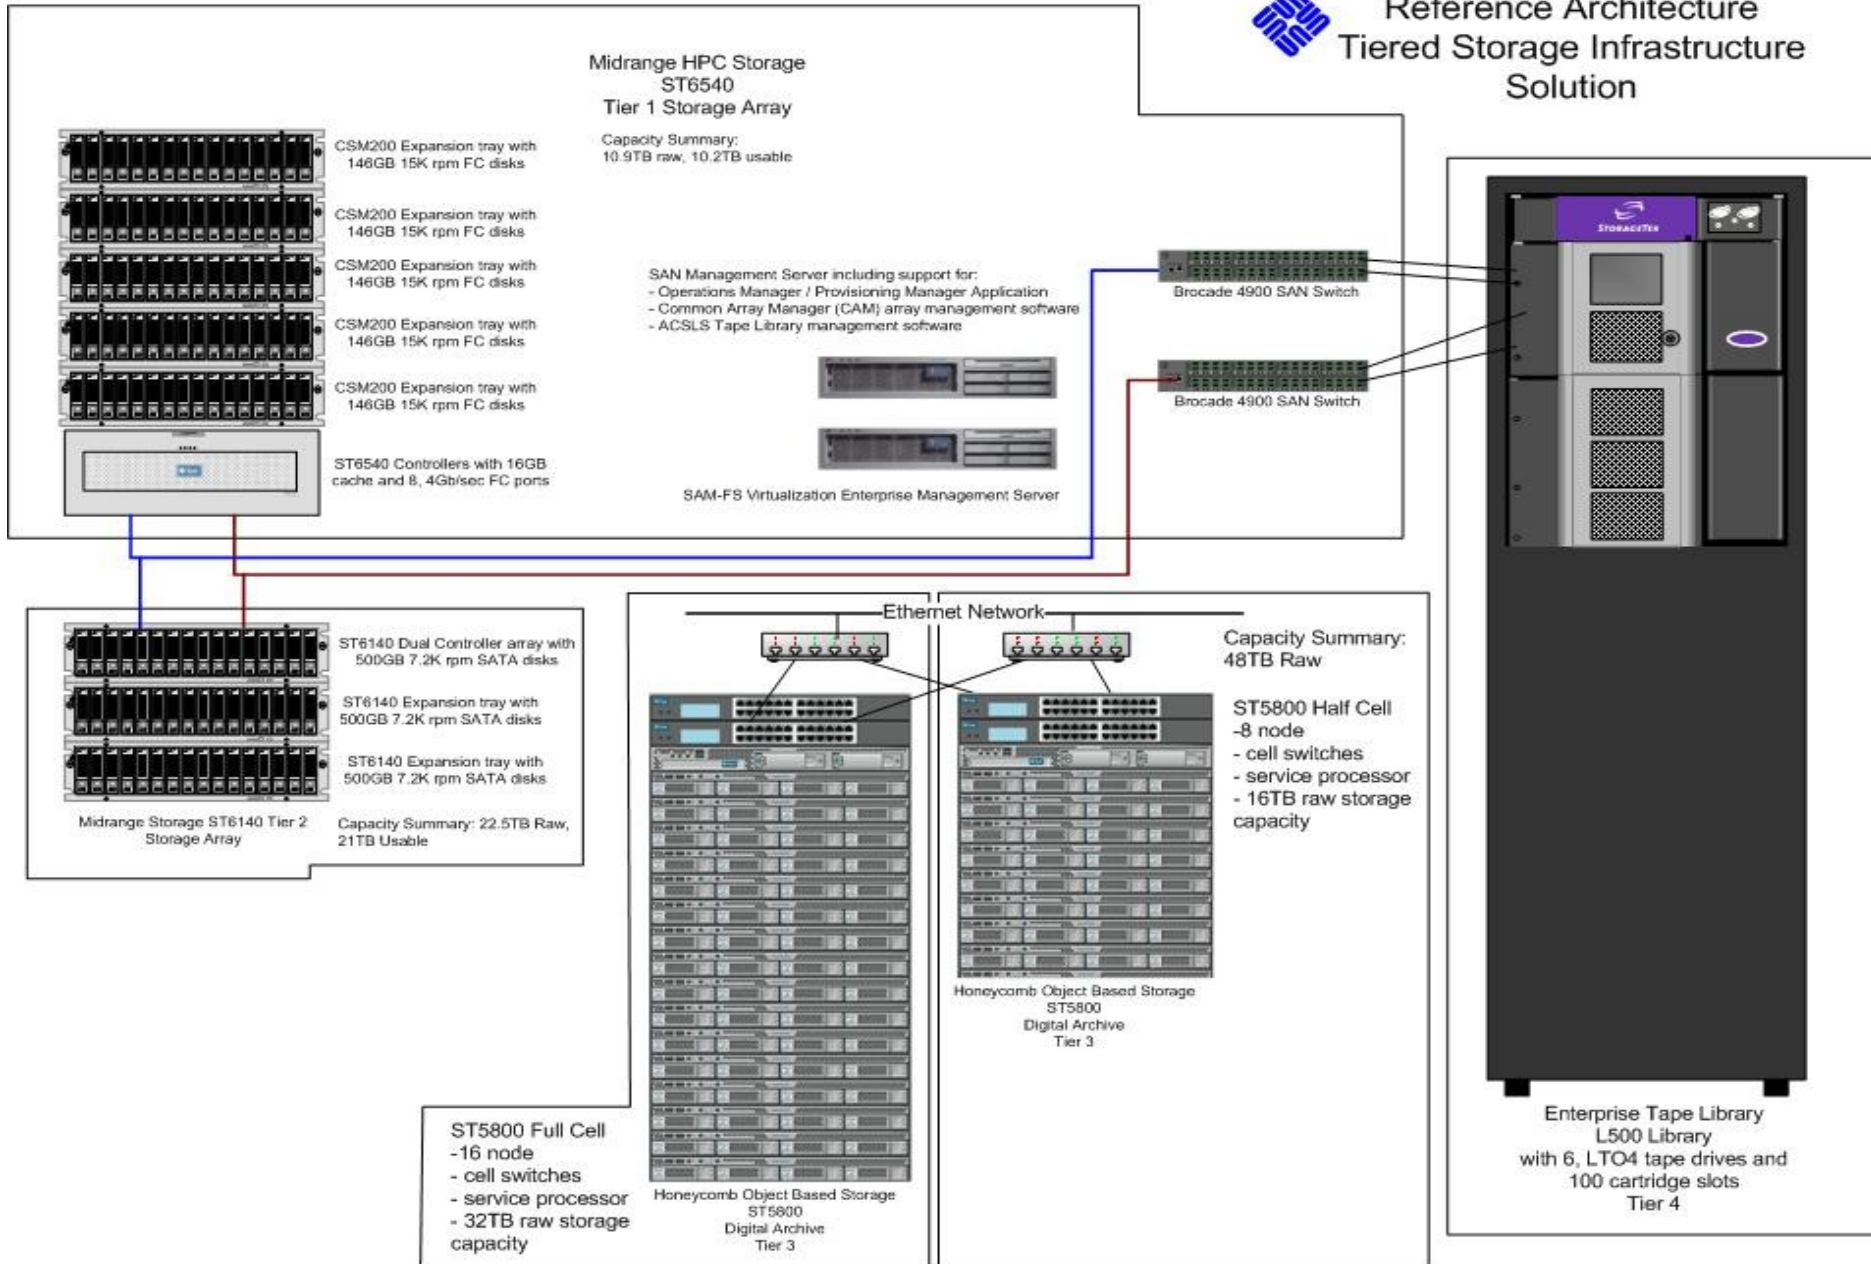 Reference Architecture
Tiered Storage Infrastructure
Solution
Midrange HPC Storage
ST6540
Tier 1 Storage Array
Capacity Summary:
10.9TB raw, 10.2TB usable
CSM200 Expansion tray with
146GB 15K rpm FC disks
CSM200 Expansion tray with
146GB 15K rpm FC disks
CSM200 Expansion tray with
146GB 15K rpm FC disks
CSM200 Expansion tray with
146GB 15K rpm FC disks
CSM200 Expansion tray with
146GB 15K rpm FC disks
ST6540 Controllers with 16GB
cache and 8, 4Gb/sec FC ports
SAN Management Server including support for:
- Operations Manager / Provisioning Manager Application
- Common Array Manager (CAM) array management software
- ACSLS Tape Library management software
SAM-FS Virtualization Enterprise Management Server
Brocade 4900 SAN Switch
Brocade 4900 SAN Switch
STORAGETEK
ST6140 Dual Controller array with
500GB 7.2K rpm SATA disks
ST6140 Expansion tray with
500GB 7.2K rpm SATA disks
ST6140 Expansion tray with
500GB 7.2K rpm SATA disks
Midrange Storage ST6140 Tier 2
Storage Array
Capacity Summary: 22.5TB Raw,
21TB Usable
Ethernet Network
Capacity Summary:
48TB Raw
ST5800 Half Cell
-8 node
- cell switches
- service processor
- 16TB raw storage
capacity
Honeycomb Object Based Storage
ST5800
Digital Archive
Tier 3
ST5800 Full Cell
-16 node
- cell switches
- service processor
- 32TB raw storage
capacity
Honeycomb Object Based Storage
ST5800
Digital Archive
Tier 3
Enterprise Tape Library
L500 Library
with 6, LTO4 tape drives and
100 cartridge slots
Tier 4